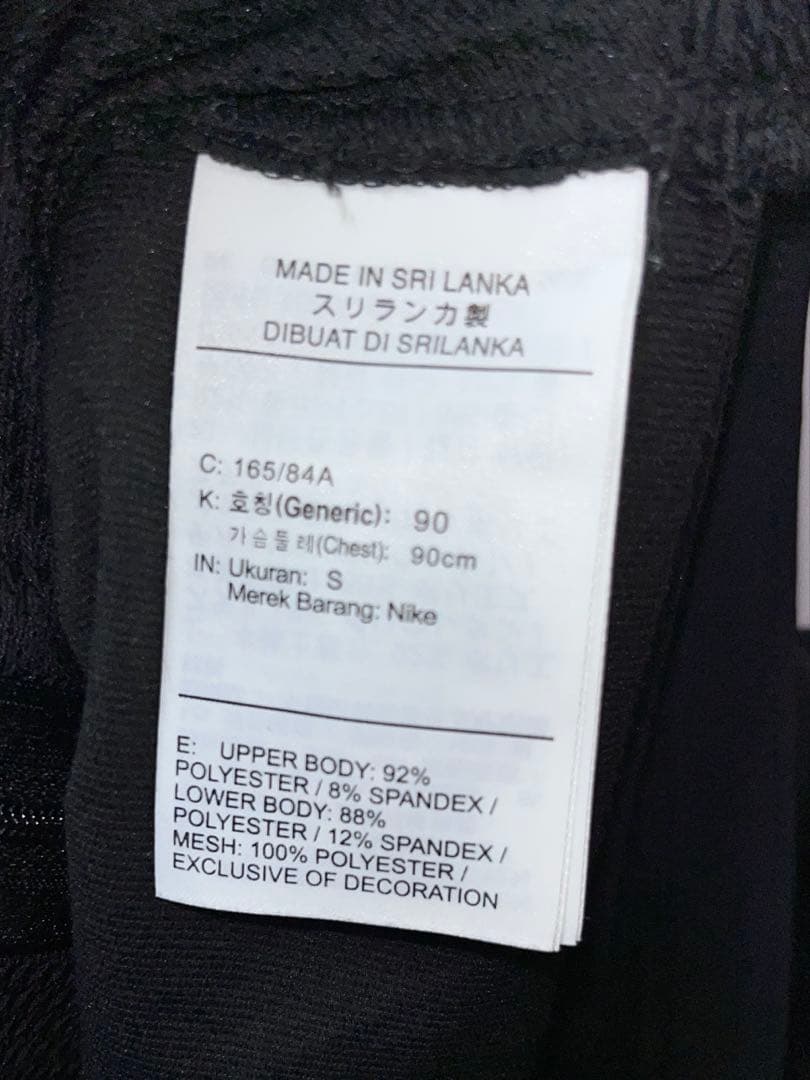 MADE IN SRI LANKA
スリランカ製
DIBUAT DI SRILANKA
C: 165/84A
K: 호칭(Generic): 90
가슴둘레(Chest): 90cm
IN: Ukuran: S
Merek Barang: Nike
E: UPPER BODY: 92%
POLYESTER / 8% SPANDEX /
LOWER BODY: 88%
POLYESTER / 12% SPANDEX /
MESH: 100% POLYESTER /
EXCLUSIVE OF DECORATION